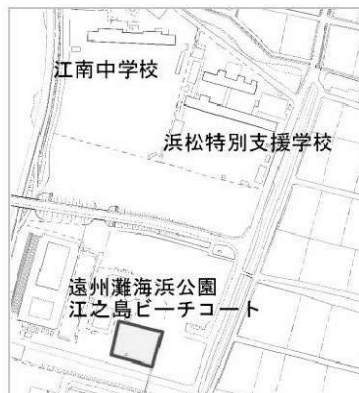 江南中学校
浜松特別支援学校
遠州灘海浜公園
江之島ビーチコート